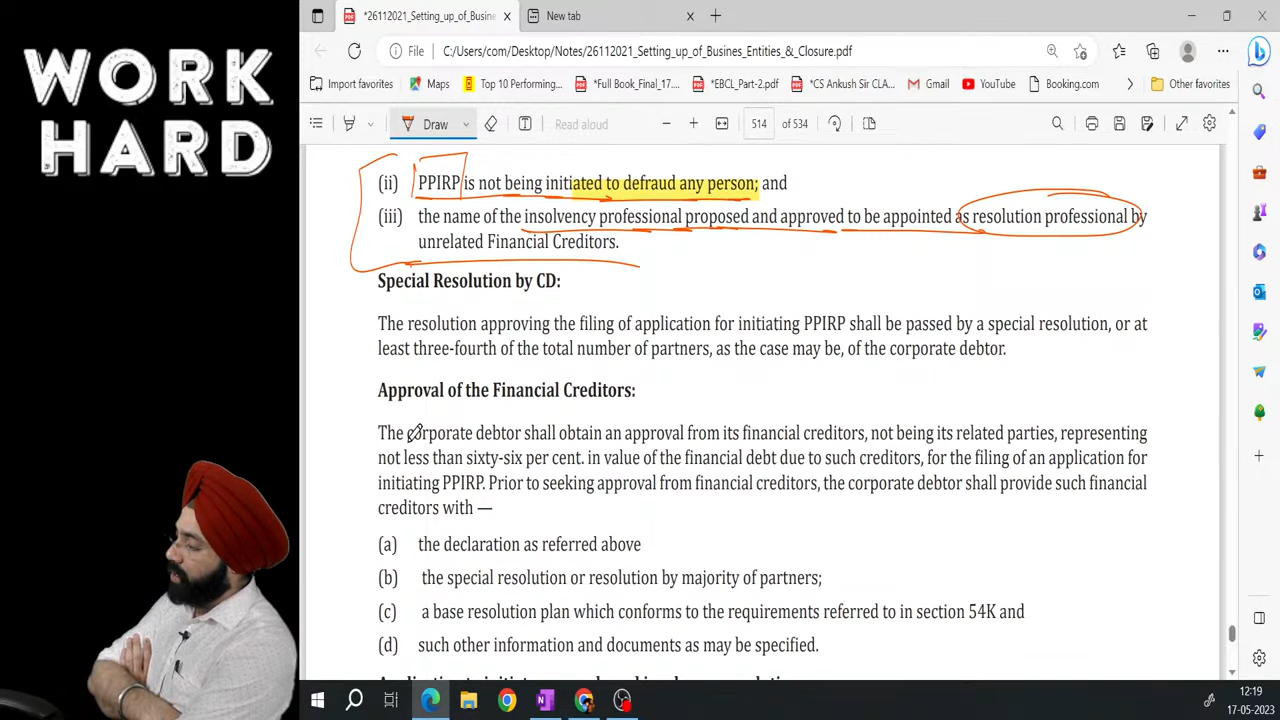 WORK
HARD
*26112021_Setting_up_of_Busine
New tab
File
C:/Users/com/Desktop/Notes/26112021_Setting_up_of_Busines_Entities_&_Closure.pdf
Import favorites
Maps
Top 10 Performing...
*Full Book_Final_17....
*EBCL_Part-2.pdf
*CS Ankush Sir CLA...
Gmail
YouTube
Booking.com
Other favorites
Draw
Read aloud
514 of 534
(ii) PPIRP is not being initiated to defraud any person; and
(iii) the name of the insolvency professional proposed and approved to be appointed as resolution professional by
unrelated Financial Creditors.
Special Resolution by CD:
The resolution approving the filing of application for initiating PPIRP shall be passed by a special resolution, or at
least three-fourth of the total number of partners, as the case may be, of the corporate debtor.
Approval of the Financial Creditors:
The corporate debtor shall obtain an approval from its financial creditors, not being its related parties, representing
not less than sixty-six per cent. in value of the financial debt due to such creditors, for the filing of an application for
initiating PPIRP. Prior to seeking approval from financial creditors, the corporate debtor shall provide such financial
creditors with —
(a) the declaration as referred above
(b) the special resolution or resolution by majority of partners;
(c) a base resolution plan which conforms to the requirements referred to in section 54K and
(d) such other information and documents as may be specified.
12:19
17-05-2023